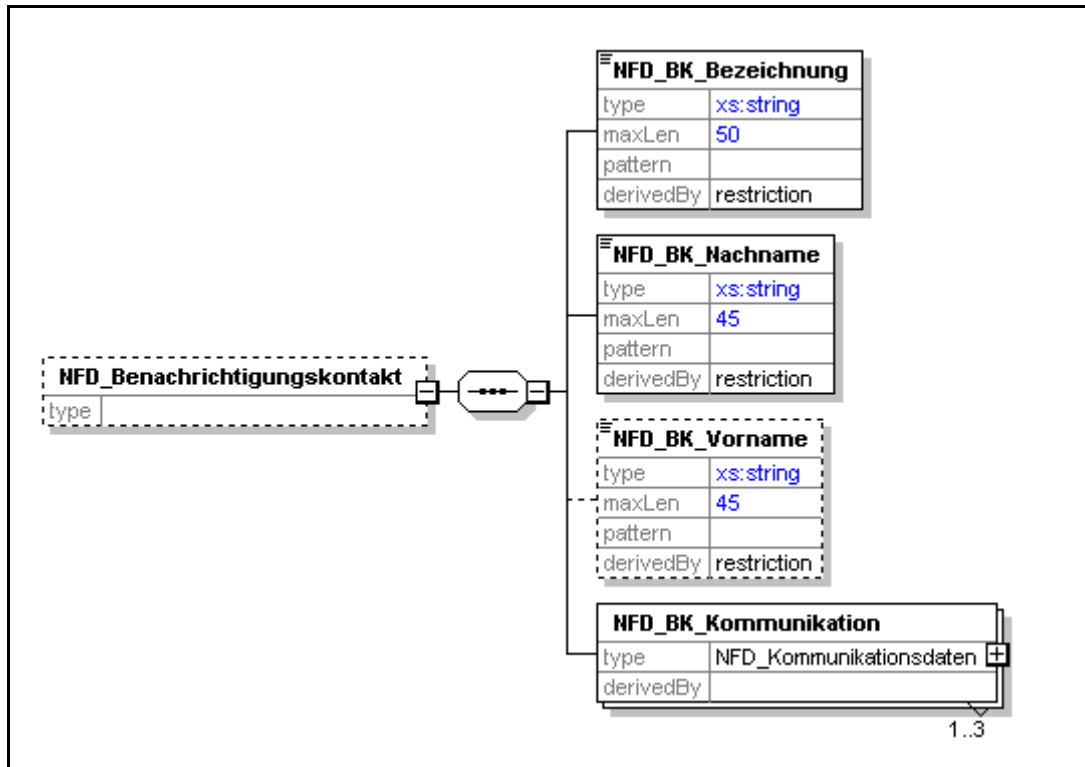 NFD_BK_Bezeichnung
type xs:string
maxLen 50
pattern
derivedBy restriction
NFD_BK_Nachname
type xs:string
maxLen 45
pattern
derivedBy restriction
NFD_Benachrichtigungskontakt
type
NFD_BK_Vorname
type xs:string
maxLen 45
pattern
derivedBy restriction
NFD_BK_Kommunikation
type NFD_Kommunikationsdaten
derivedBy
1..3